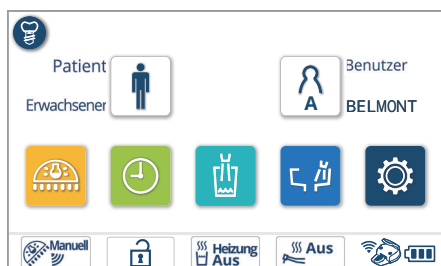 Patient
Benutzer
Erwachsener
A
BELMONT
Manuell
Heizung
Aus
Aus